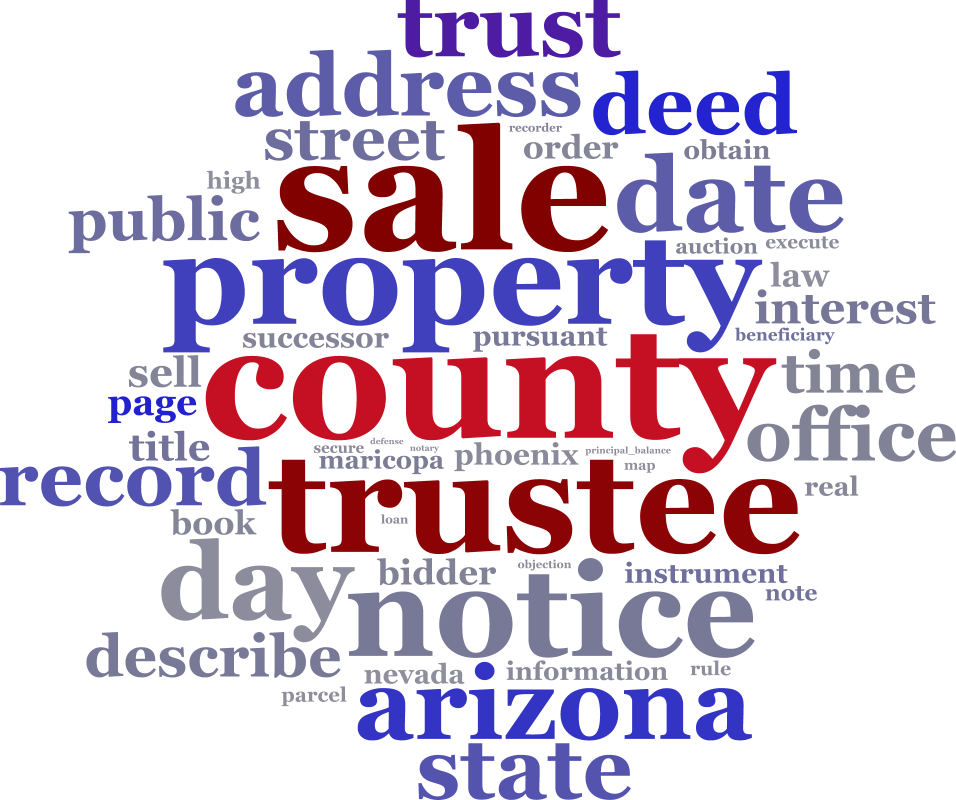 trust
address
deed
street
recorder
order
obtain
high
sale
date
public
auction
execute
property
law
interest
successor
pursuant
beneficiary
sell
county
time
page
office
title
secure
defense
notary
maricopa
phoenix
principal_balance
map
record
trustee
real
book
loan
day
bidder
objection
instrument
notice
note
describe
nevada
information
rule
parcel
arizona
state